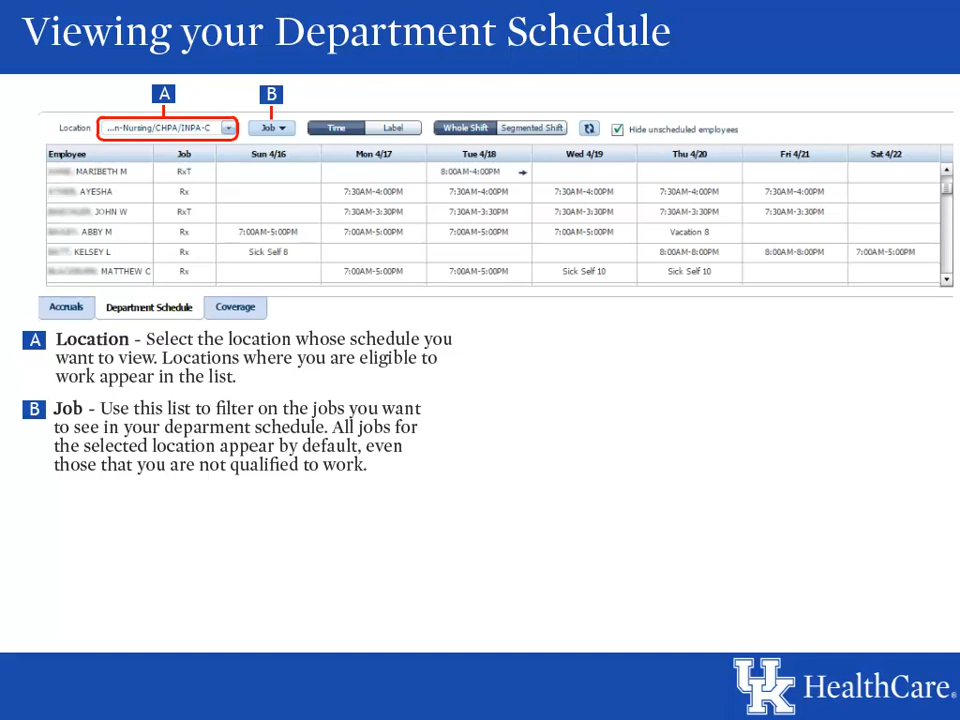 Viewing your Department Schedule
A B
Location ...n-Nursing/CHPA/INPA-C Job Time Label Whole Shift Segmented Shift Hide unscheduled employees
Employee Job Sun 4/16 Mon 4/17 Tue 4/18 Wed 4/19 Thu 4/20 Fri 4/21 Sat 4/22
MARIBETH M RxT 8:00AM-4:00PM
AYESHA Rx 7:30AM-4:00PM 7:30AM-4:00PM 7:30AM-4:00PM 7:30AM-4:00PM 7:30AM-4:00PM
JOHN W RxT 7:30AM-3:30PM 7:30AM-3:30PM 7:30AM-3:30PM 7:30AM-3:30PM 7:30AM-3:30PM
ABBY M Rx 7:00AM-5:00PM 7:00AM-5:00PM 7:00AM-5:00PM 7:00AM-5:00PM Vacation 8
KELSEY L Rx Sick Self 8 8:00AM-8:00PM 8:00AM-8:00PM 7:00AM-5:00PM
MATTHEW C Rx 7:00AM-5:00PM 7:00AM-5:00PM Sick Self 10 Sick Self 10
Accruals Department Schedule Coverage
A Location - Select the location whose schedule you
want to view. Locations where you are eligible to
work appear in the list.
B Job - Use this list to filter on the jobs you want
to see in your deparment schedule. All jobs for
the selected location appear by default, even
those that you are not qualified to work.
UK HealthCare®